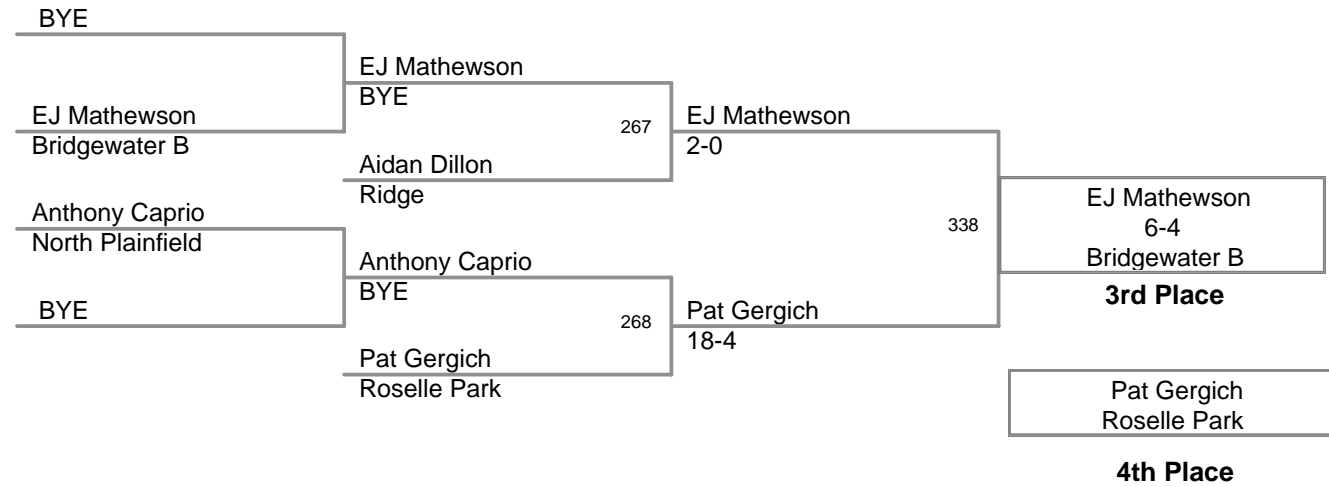 BYE
EJ Mathewson
BYE
EJ Mathewson
Bridgewater B
267
EJ Mathewson
2-0
Aidan Dillon
Ridge
Anthony Caprio
North Plainfield
338
EJ Mathewson
6-4
Bridgewater B
3rd Place
Anthony Caprio
BYE
BYE
268
Pat Gergich
18-4
Pat Gergich
Roselle Park
Pat Gergich
Roselle Park
4th Place